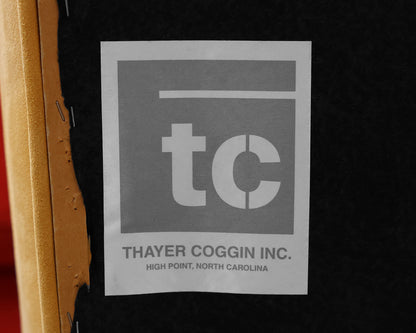 tc
THAYER COGGIN INC.
HIGH POINT, NORTH CAROLINA